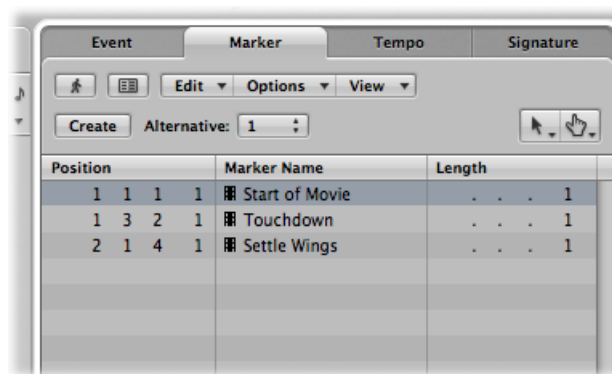 Event Marker Tempo Signature
Edit Options View
Create Alternative: 1
Position Marker Name Length
1 1 1 1 Start of Movie . . . 1
1 3 2 1 Touchdown . . . 1
2 1 4 1 Settle Wings . . . 1